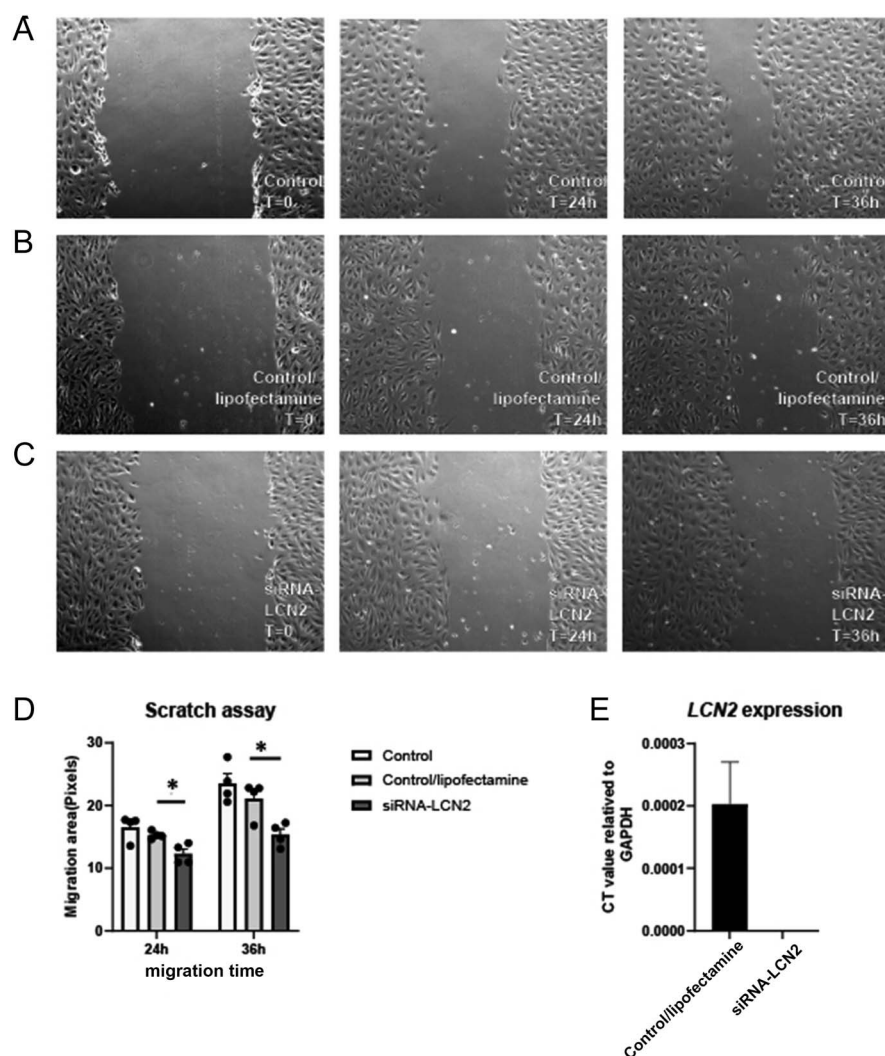 A
Control
T=0
Control
T=24h
Control
T=36h
B
Control/
lipofectamine
T=0
Control/
lipofectamine
T=24h
Control/
lipofectamine
T=36h
C
siRNA-
LCN2
T=0
siRNA-
LCN2
T=24h
siRNA-
LCN2
T=36h
D
Scratch assay
Migration area(Pixels)
30
20
10
0
*
*
24h
36h
migration time
Control
Control/lipofectamine
siRNA-LCN2
E
LCN2 expression
CT value relatived to
GAPDH
0.0003
0.0002
0.0001
0.0000
Control/lipofectamine
siRNA-LCN2